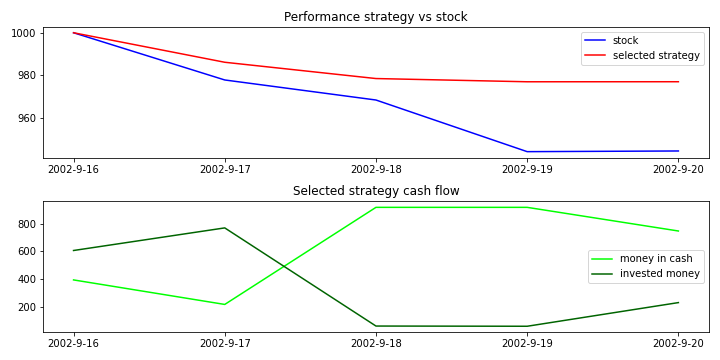 Performance strategy vs stock
1000
980
960
stock
selected strategy
2002-9-16 2002-9-17 2002-9-18 2002-9-19 2002-9-20
Selected strategy cash flow
800
600
400
200
money in cash
invested money
2002-9-16 2002-9-17 2002-9-18 2002-9-19 2002-9-20